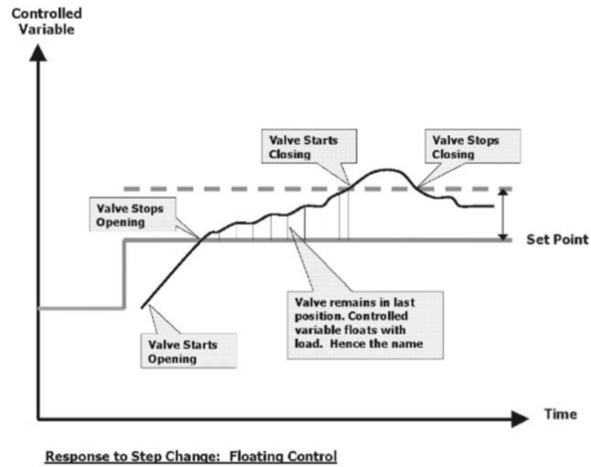 Controlled
Variable
Valve Starts
Closing
Valve Stops
Closing
Valve Stops
Opening
Set Point
Valve remains in last
position. Controlled
variable floats with
load. Hence the name
Valve Starts
Opening
Time
Response to Step Change: Floating Control